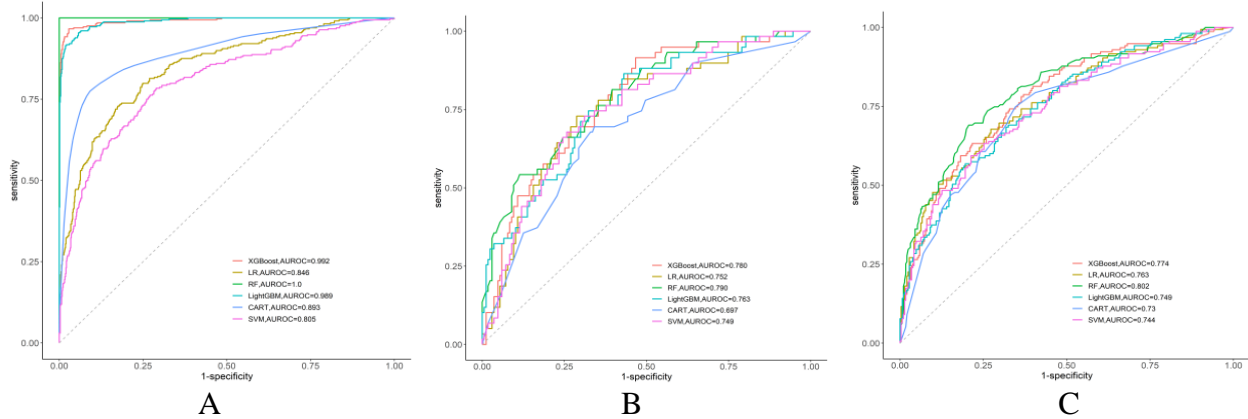 1.00
0.75
0.50
0.25
0.00
sensitivity
XGBoost,AUROC=0.992
LR,AUROC=0.846
RF,AUROC=1.0
LightGBM,AUROC=0.989
CART,AUROC=0.893
SVM,AUROC=0.805
0.00 0.25 0.50 0.75 1.00
1-specificity
A
1.00
0.75
0.50
0.25
0.00
sensitivity
XGBoost,AUROC=0.780
LR,AUROC=0.752
RF,AUROC=0.790
LightGBM,AUROC=0.763
CART,AUROC=0.697
SVM,AUROC=0.749
0.00 0.25 0.50 0.75 1.00
1-specificity
B
1.00
0.75
0.50
0.25
0.00
sensitivity
XGBoost,AUROC=0.774
LR,AUROC=0.763
RF,AUROC=0.802
LightGBM,AUROC=0.749
CART,AUROC=0.73
SVM,AUROC=0.744
0.00 0.25 0.50 0.75 1.00
1-specificity
C